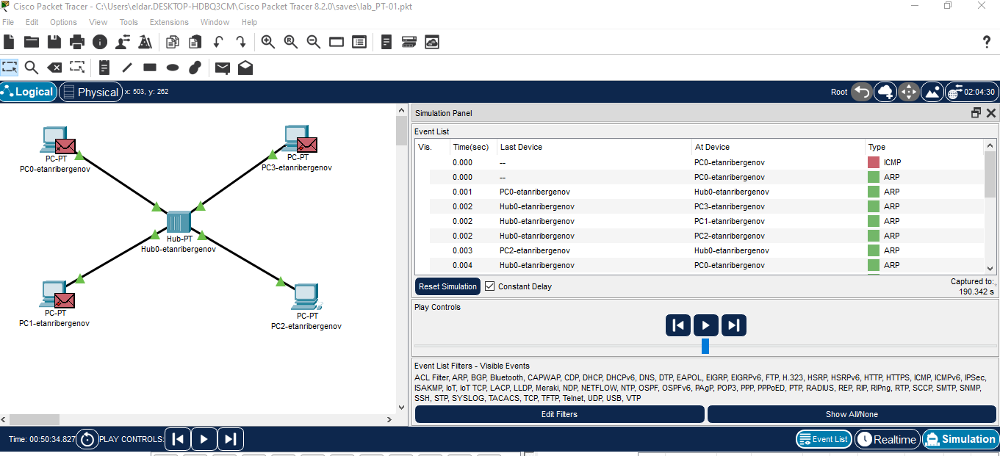 Cisco Packet Tracer - C:\Users\eldar.DESKTOP-HDBQ3CM\Cisco Packet Tracer 8.2.0\saves\lab_PT-01.pkt
File Edit Options View Tools Extensions Window Help
Logical Physical x: 503, y: 262 Root 02:04:30
PC-PT
PC0-etanribergenov
PC-PT
PC3-etanribergenov
Hub-PT
Hub0-etanribergenov
PC-PT
PC1-etanribergenov
PC-PT
PC2-etanribergenov
Simulation Panel
Event List
Vis. Time(sec) Last Device At Device Type
0.000 -- PC0-etanribergenov ICMP
0.000 -- PC0-etanribergenov ARP
0.001 PC0-etanribergenov Hub0-etanribergenov ARP
0.002 Hub0-etanribergenov PC3-etanribergenov ARP
0.002 Hub0-etanribergenov PC1-etanribergenov ARP
0.002 Hub0-etanribergenov PC2-etanribergenov ARP
0.003 PC2-etanribergenov Hub0-etanribergenov ARP
0.004 Hub0-etanribergenov PC0-etanribergenov ARP
Reset Simulation Constant Delay Captured to:
190.342 s
Play Controls
Event List Filters - Visible Events
ACL Filter, ARP, BGP, Bluetooth, CAPWAP, CDP, DHCP, DHCPv6, DNS, DTP, EAPOL, EIGRP, EIGRPv6, FTP, H.323, HSRP, HSRPv6, HTTP, HTTPS, ICMP, ICMPv6, IPSec,
ISAKMP, IoT, IoT TCP, LACP, LLDP, Meraki, NDP, NETFLOW, NTP, OSPF, OSPFv6, PAgP, POP3, PPP, PPPoED, PTP, RADIUS, REP, RIP, RIPng, RTP, SCCP, SMTP, SNMP,
SSH, STP, SYSLOG, TACACS, TCP, TFTP, Telnet, UDP, USB, VTP
Edit Filters Show All/None
Time: 00:50:34.827 PLAY CONTROLS: Event List Realtime Simulation